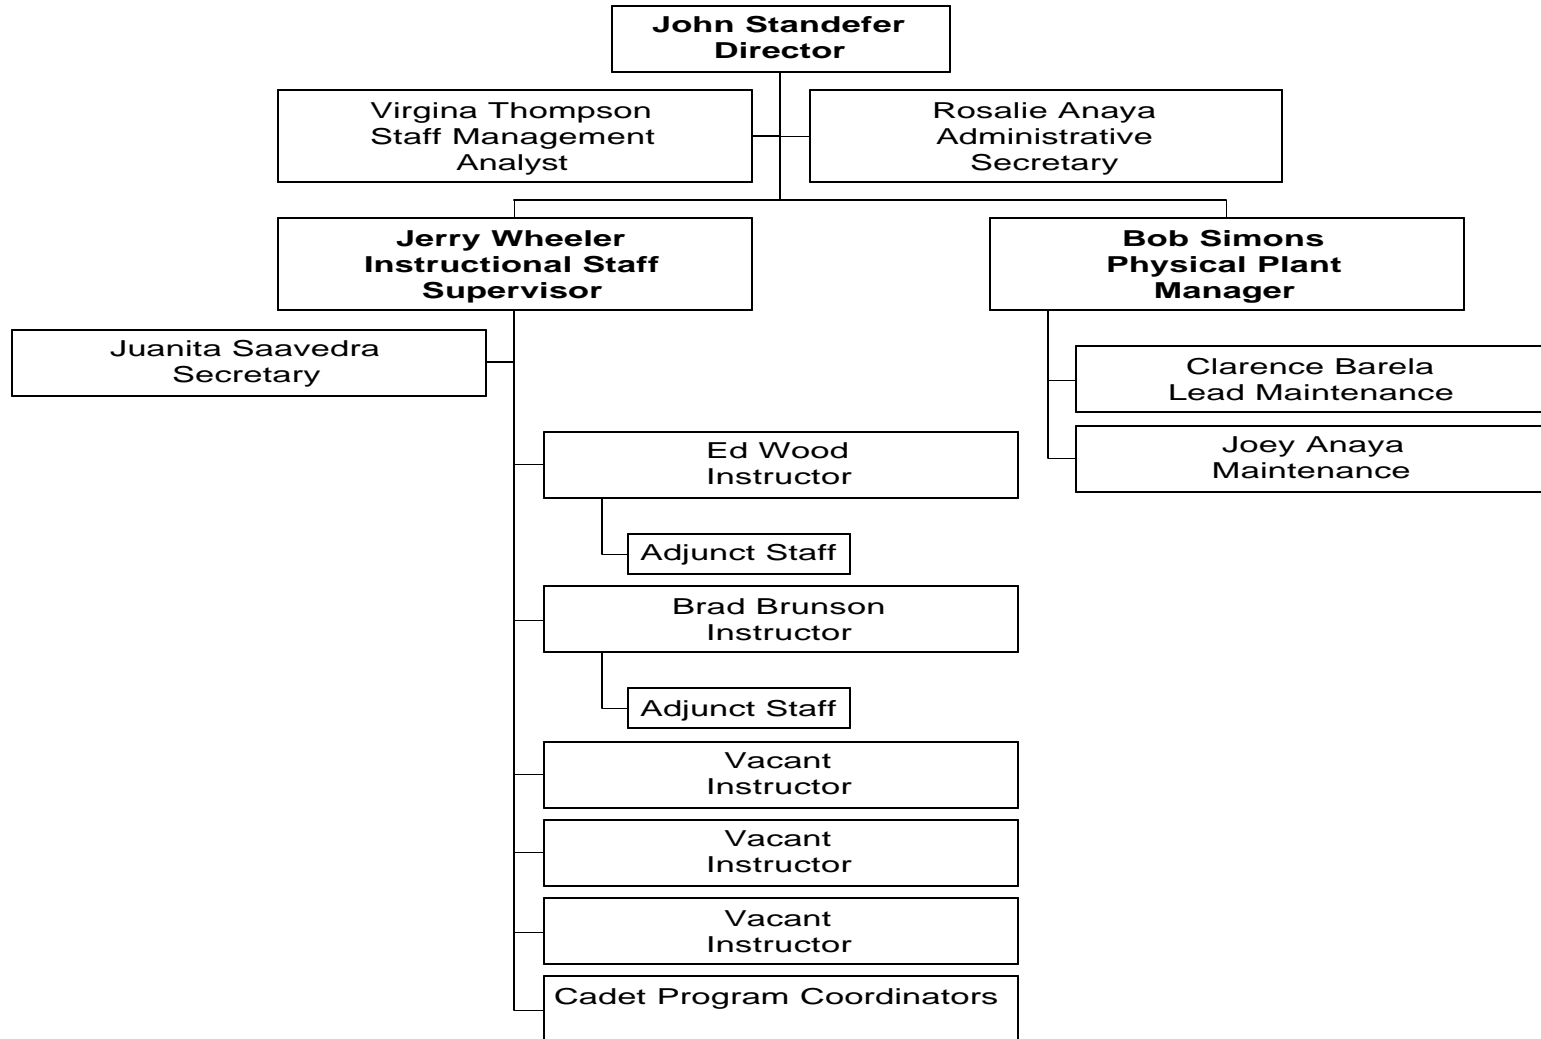 John Standefer
Director
Virgina Thompson
Staff Management
Analyst
Rosalie Anaya
Administrative
Secretary
Jerry Wheeler
Instructional Staff
Supervisor
Bob Simons
Physical Plant
Manager
Juanita Saavedra
Secretary
Clarence Barela
Lead Maintenance
Joey Anaya
Maintenance
Ed Wood
Instructor
Adjunct Staff
Brad Brunson
Instructor
Adjunct Staff
Vacant
Instructor
Vacant
Instructor
Vacant
Instructor
Cadet Program Coordinators